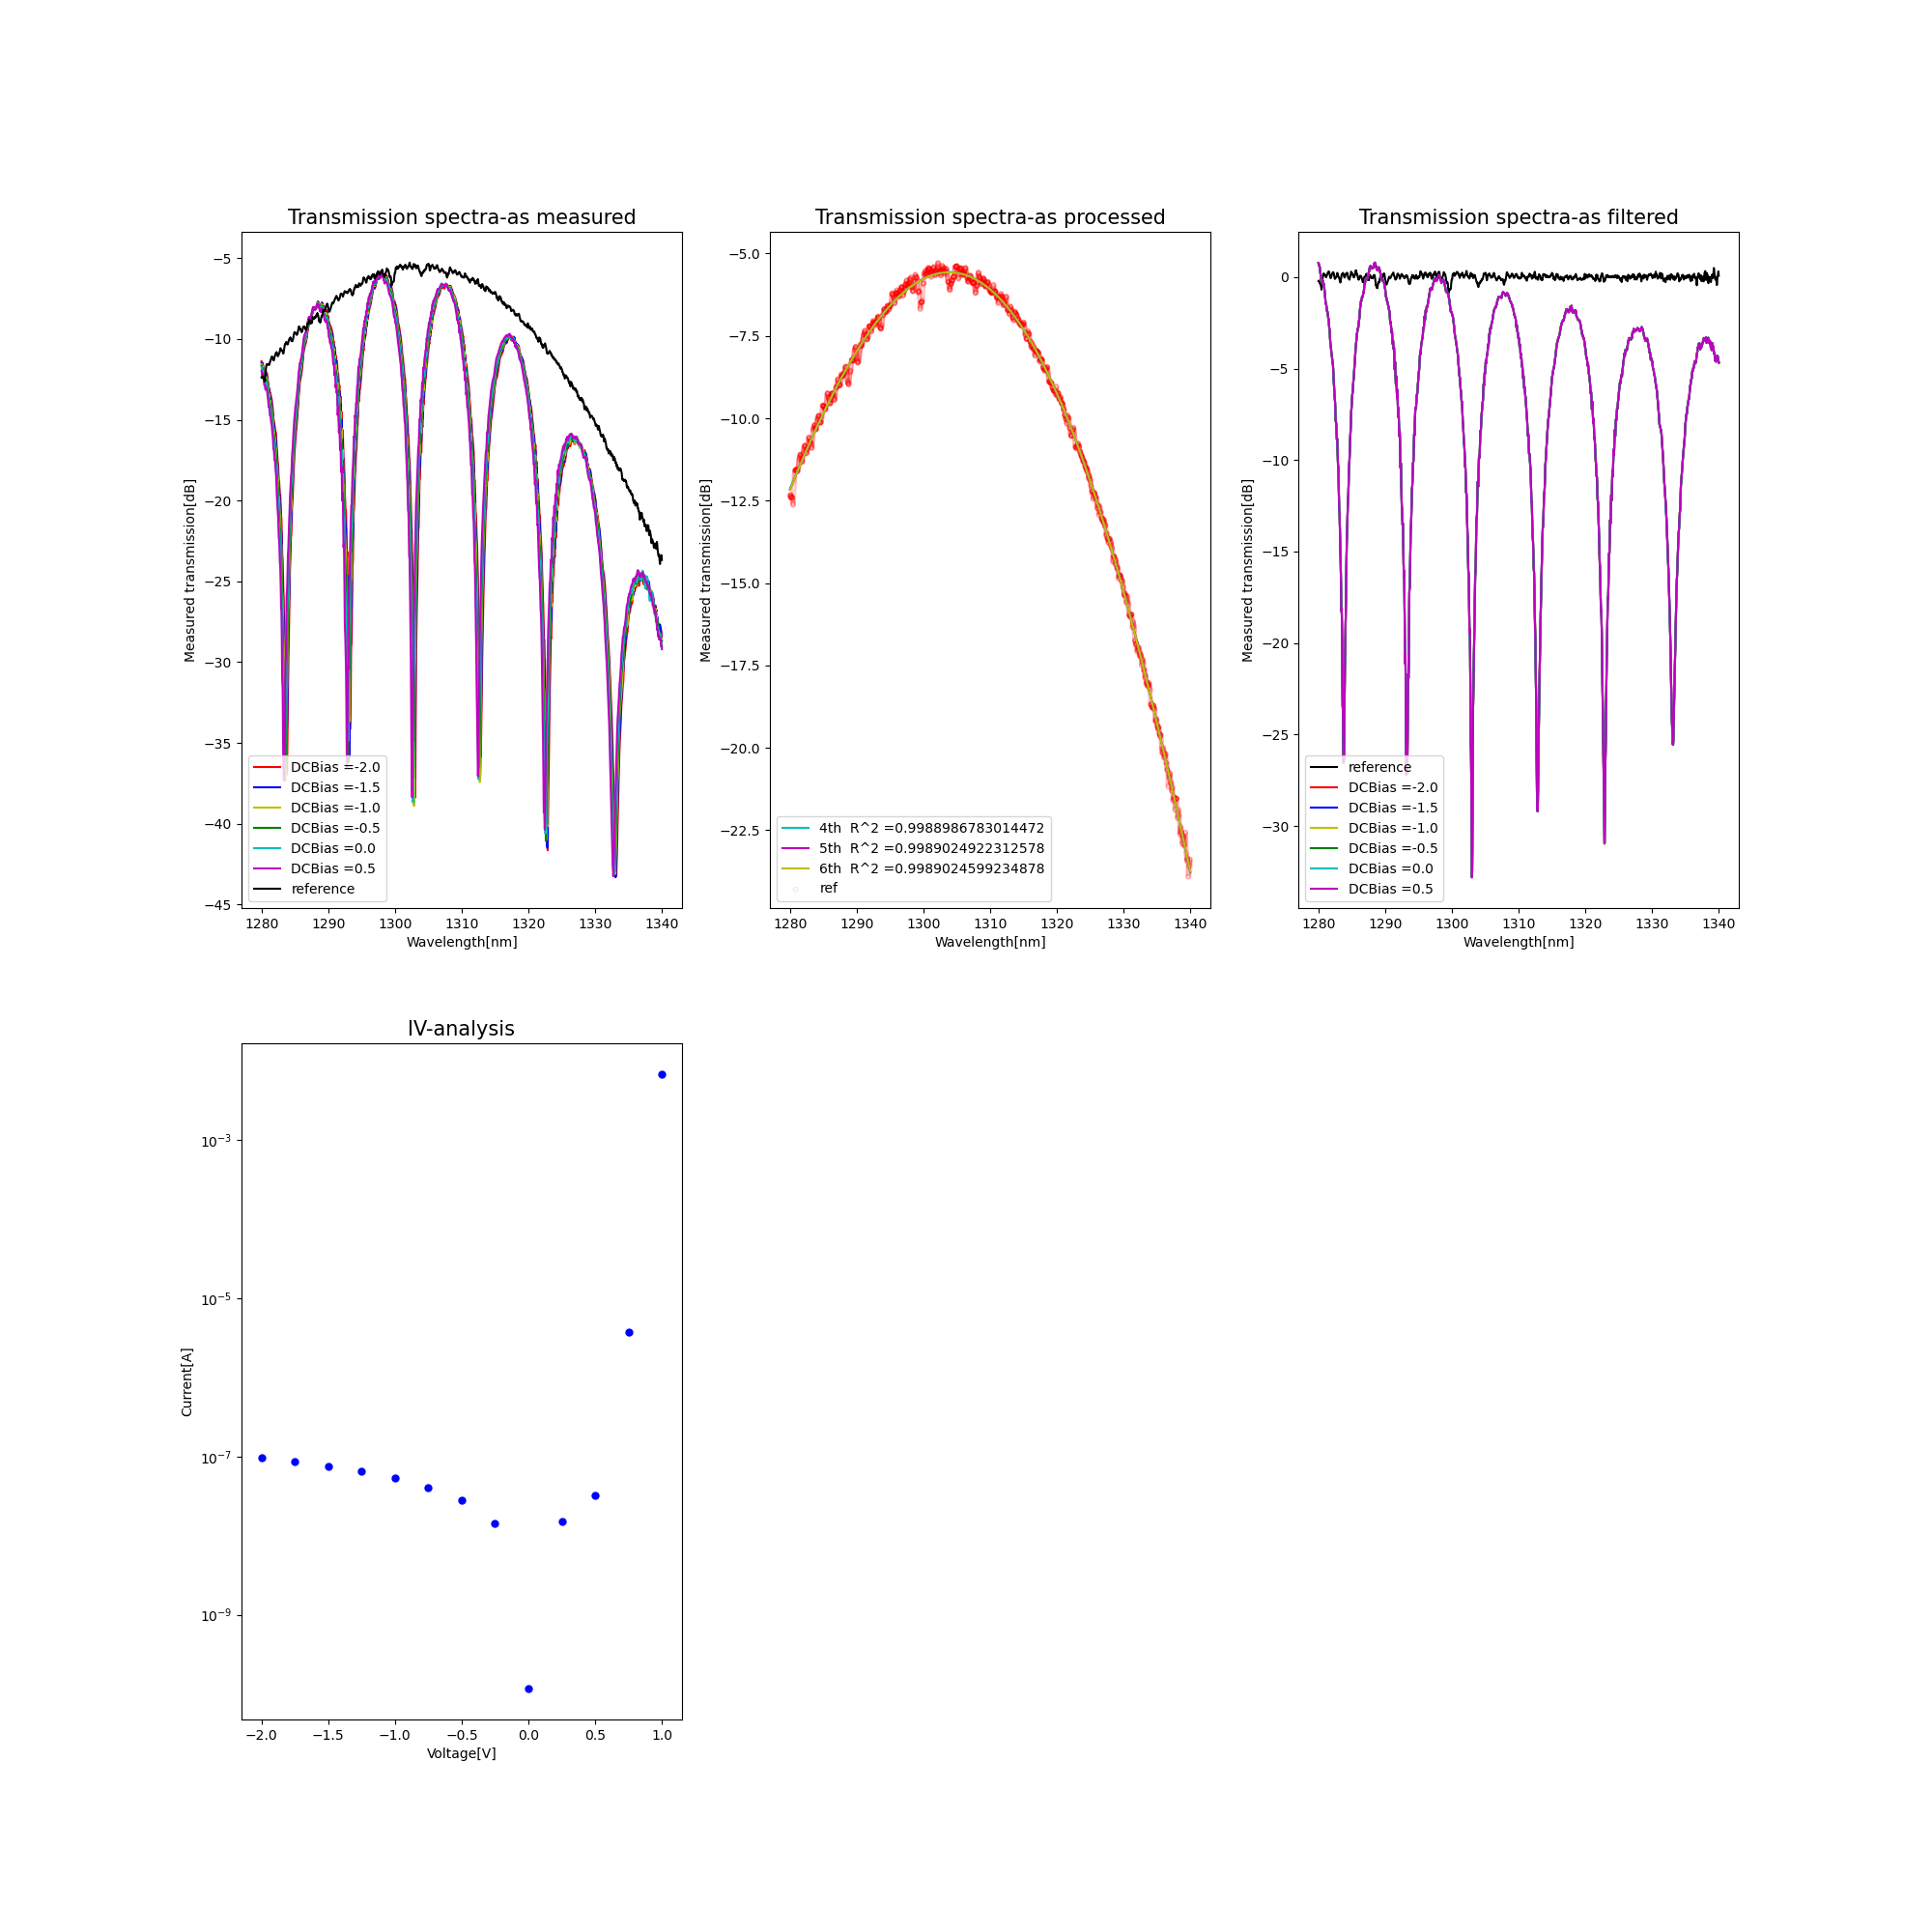 Transmission spectra-as measured
Measured transmission[dB]
−5
−10
−15
−20
−25
−30
−35
−40
−45
DCBias =-2.0
DCBias =-1.5
DCBias =-1.0
DCBias =-0.5
DCBias =0.0
DCBias =0.5
reference
1280 1290 1300 1310 1320 1330 1340
Wavelength[nm]
Transmission spectra-as processed
Measured transmission[dB]
−5.0
−7.5
−10.0
−12.5
−15.0
−17.5
−20.0
−22.5
4th R^2 =0.9988986783014472
5th R^2 =0.9989024922312578
6th R^2 =0.9989024599234878
ref
1280 1290 1300 1310 1320 1330 1340
Wavelength[nm]
Transmission spectra-as filtered
Measured transmission[dB]
0
−5
−10
−15
−20
−25
−30
reference
DCBias =-2.0
DCBias =-1.5
DCBias =-1.0
DCBias =-0.5
DCBias =0.0
DCBias =0.5
1280 1290 1300 1310 1320 1330 1340
Wavelength[nm]
IV-analysis
Current[A]
10⁻³
10⁻⁵
10⁻⁷
10⁻⁹
−2.0 −1.5 −1.0 −0.5 0.0 0.5 1.0
Voltage[V]